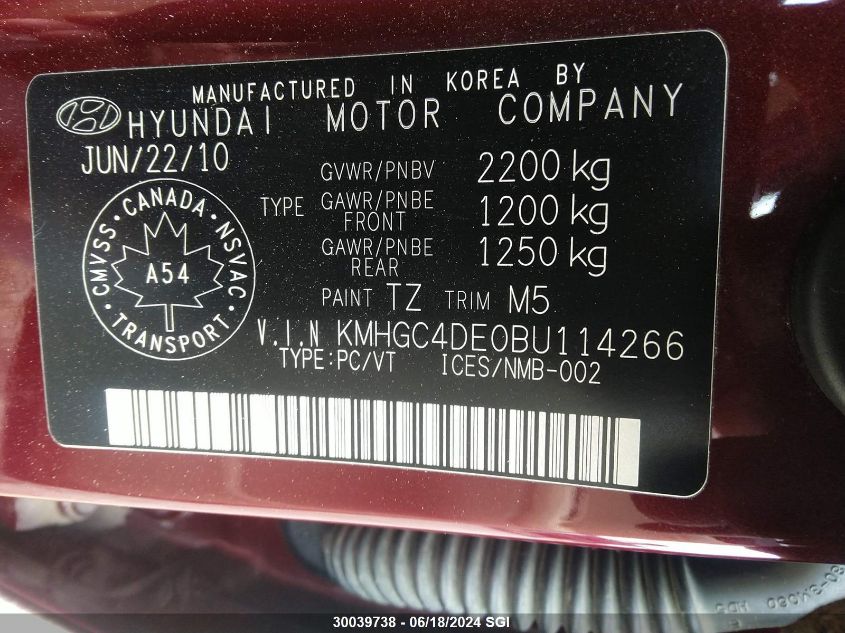 MANUFACTURED IN KOREA BY
HYUNDAI MOTOR COMPANY
JUN/22/10
GVWR/PNBV 2200 kg
TYPE
GAWR/PNBE FRONT 1200 kg
GAWR/PNBE REAR 1250 kg
CMVSS · CANADA · NSVAC · TRANSPORT ·
A54
PAINT TZ TRIM M5
V.I.N KMHGC4DE0BU114266
TYPE:PC/VT ICES/NMB-002
30039738 - 06/18/2024 SGI